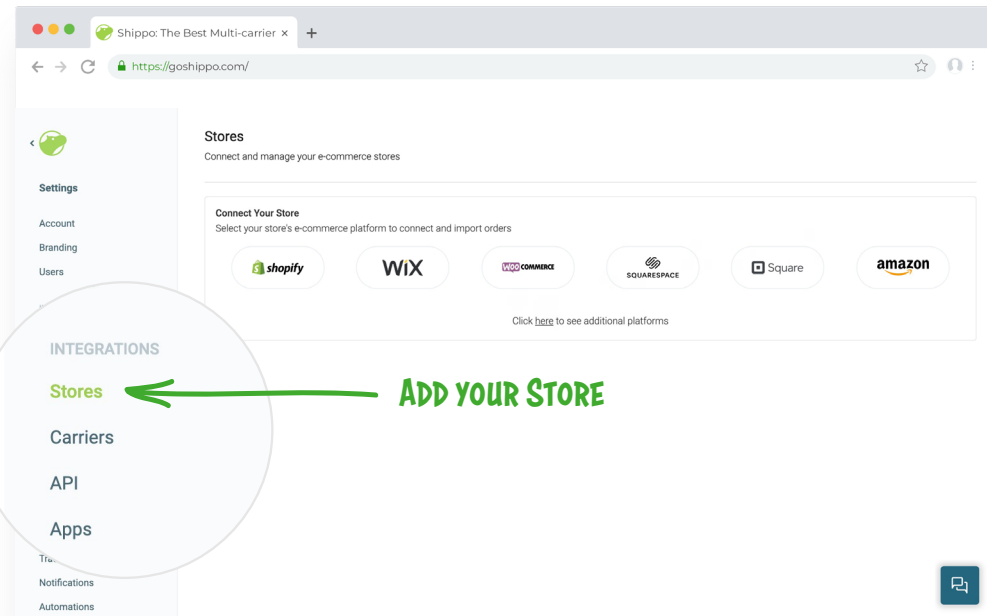 Shippo: The Best Multi-carrier
https://goshippo.com/
Stores
Connect and manage your e-commerce stores
Settings
Account
Branding
Users
Connect Your Store
Select your store's e-commerce platform to connect and import orders
shopify
WiX
WOO COMMERCE
SQUARESPACE
Square
amazon
Click here to see additional platforms
INTEGRATIONS
Stores
ADD YOUR STORE
Carriers
API
Apps
Notifications
Automations